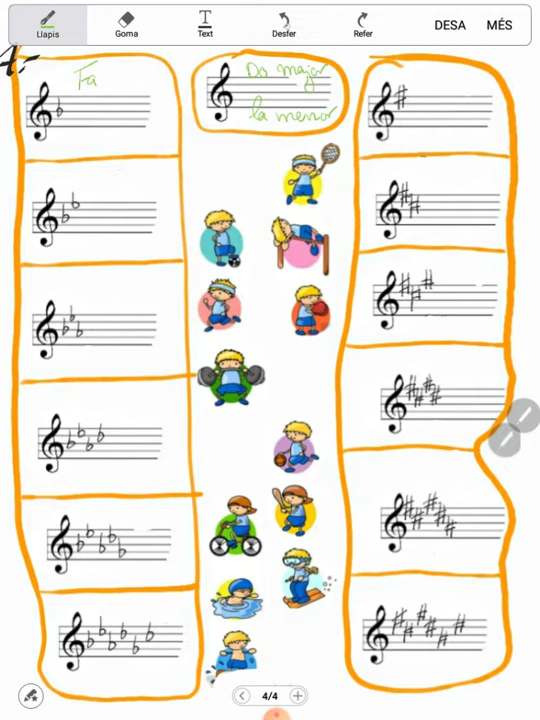 Llapis
Goma
Text
Desfer
Refer
DESA
MÉS
A:
Fa
Do major
la menor
4/4